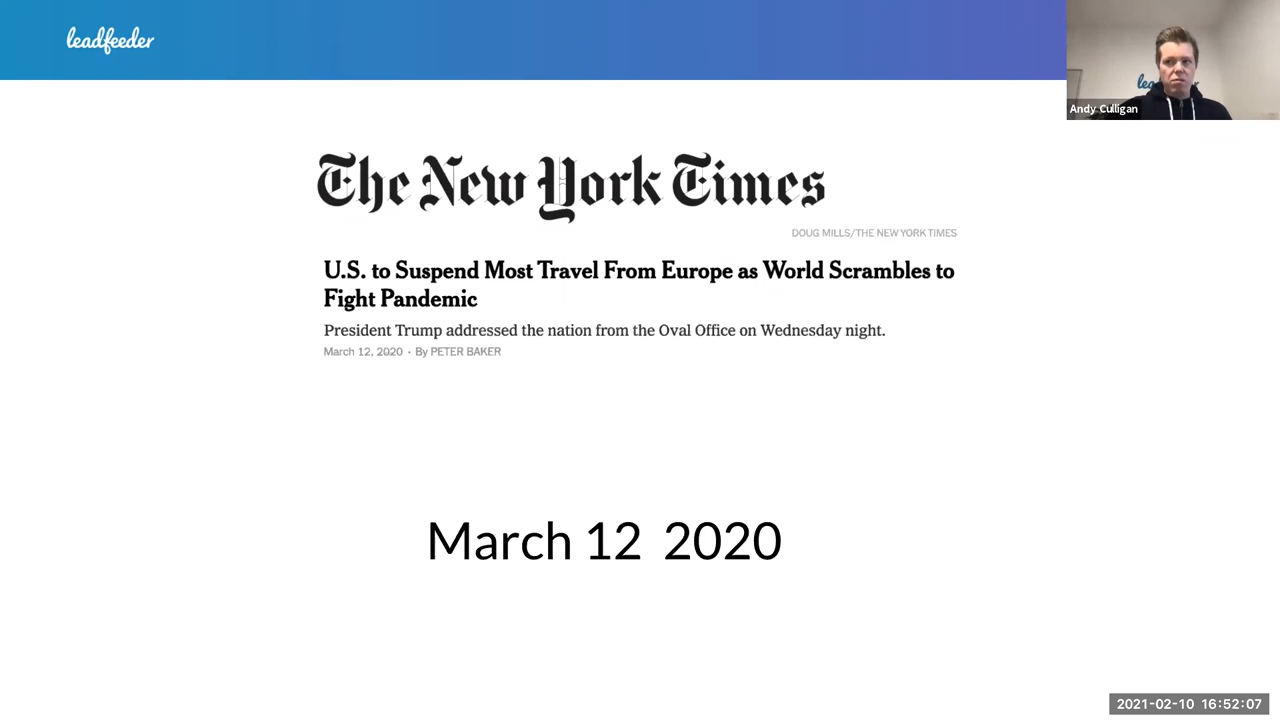 leadfeeder
leadfeeder
Andy Culligan
The New York Times
DOUG MILLS/THE NEW YORK TIMES
U.S. to Suspend Most Travel From Europe as World Scrambles to
Fight Pandemic
President Trump addressed the nation from the Oval Office on Wednesday night.
March 12, 2020 · By PETER BAKER
March 12 2020
2021-02-10 16:52:07